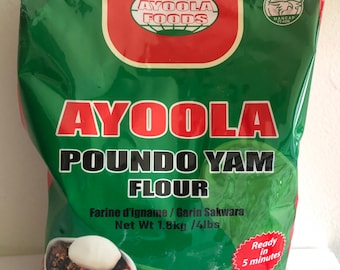 AYOOLA
FOODS
AYOOLA
POUNDO YAM
FLOUR
Farine d'Igname / Garin Sakwara
Net Wt 1.8kg /4lbs
Ready in
5 minutes